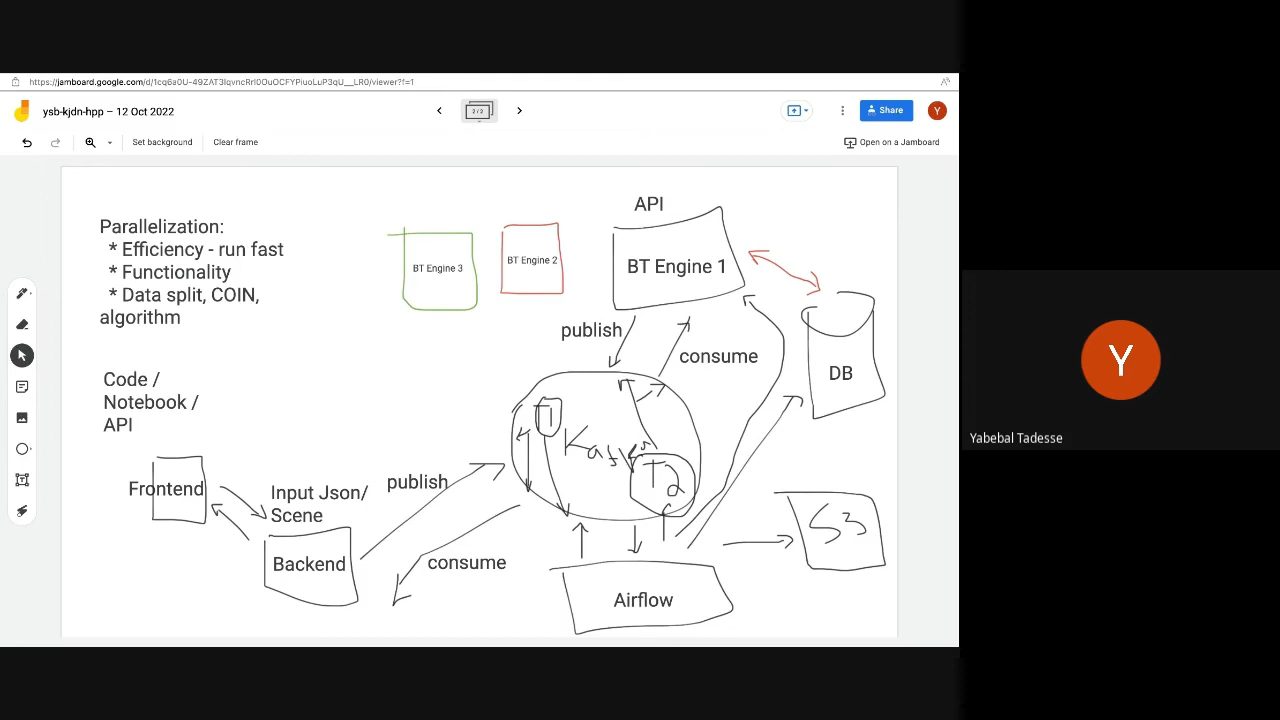 https://jamboard.google.com/d/1cq6a0U-49ZAT3IqvncRrI0OuOCFYPiuoLuP3qU__LR0/viewer?f=1
ysb-kjdn-hpp – 12 Oct 2022
2 / 2
Share
Y
Set background
Clear frame
Open on a Jamboard
API
Parallelization:
* Efficiency - run fast
* Functionality
* Data split, COIN,
algorithm
BT Engine 3
BT Engine 2
BT Engine 1
publish
consume
DB
Code /
Notebook /
API
T1
Kafka
T2
Frontend
Input Json/
Scene
publish
S3
Backend
consume
Airflow
Y
Yabebal Tadesse